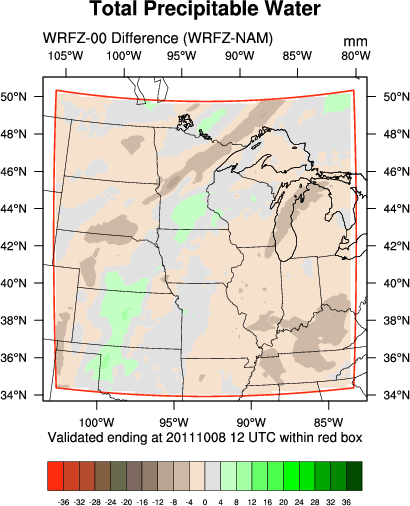 Total Precipitable Water
WRFZ-00 Difference (WRFZ-NAM) mm
105°W 100°W 95°W 90°W 85°W 80°W
50°N 50°N
48°N 48°N
46°N 46°N
44°N 44°N
42°N 42°N
40°N 40°N
38°N 38°N
36°N 36°N
34°N 34°N
100°W 95°W 90°W 85°W
Validated ending at 20111008 12 UTC within red box
-36 -32 -28 -24 -20 -16 -12 -8 -4 0 4 8 12 16 20 24 28 32 36